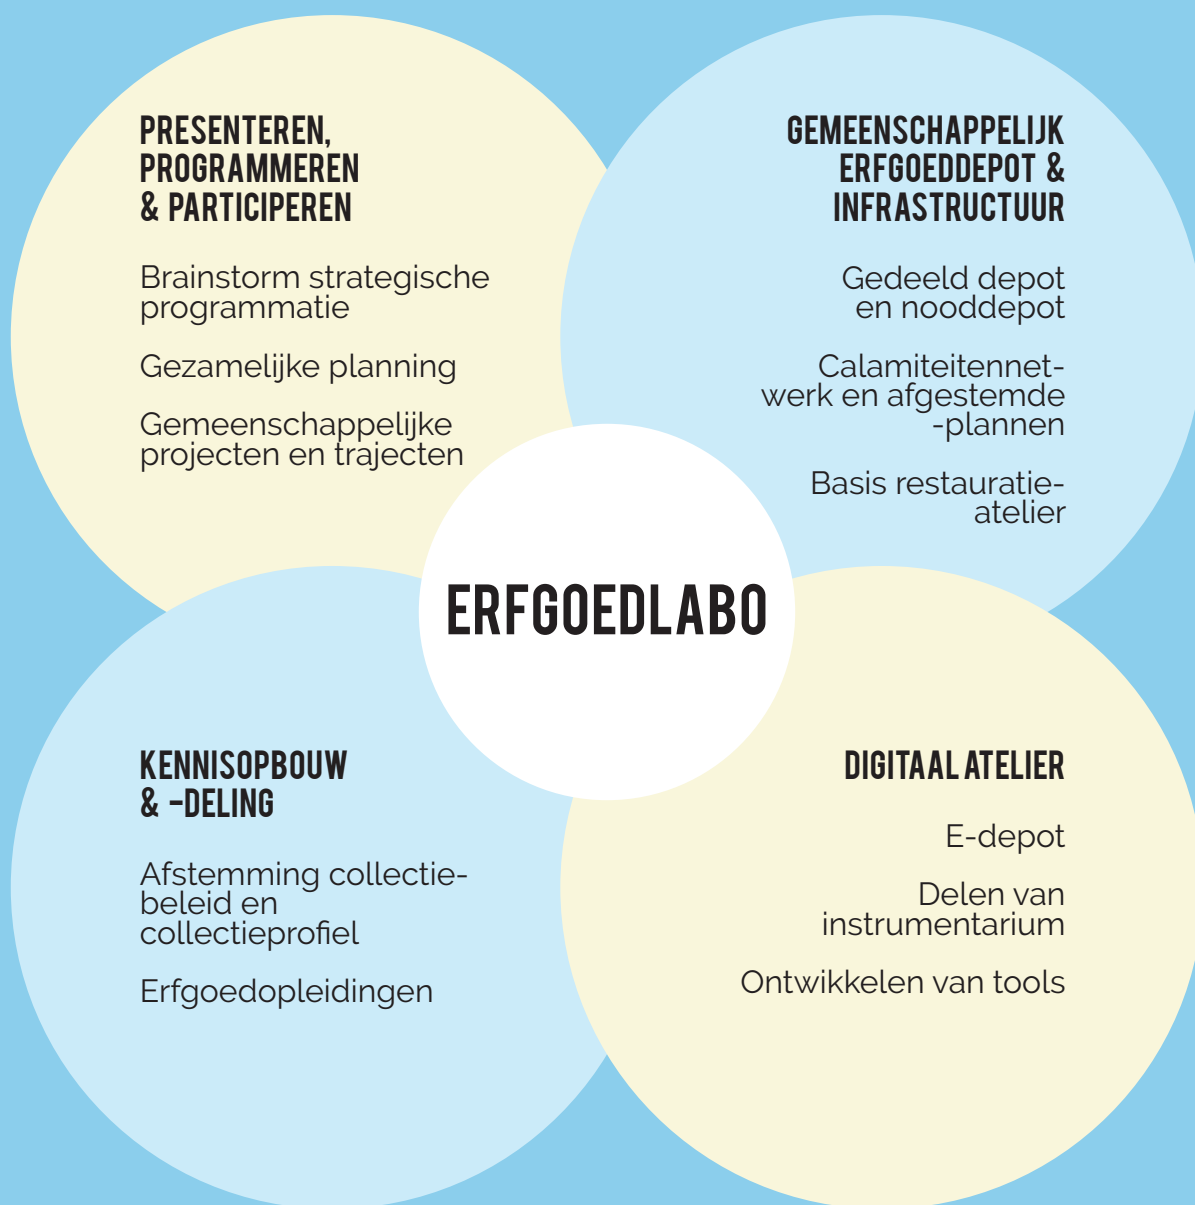 PRESENTEREN,
PROGRAMMEREN
& PARTICIPEREN
Brainstorm strategische
programmatie
Gezamelijke planning
Gemeenschappelijke
projecten en trajecten
GEMEENSCHAPPELIJK
ERFGOEDDEPOT &
INFRASTRUCTUUR
Gedeeld depot
en nooddepot
Calamiteitennet-
werk en afgestemde
-plannen
Basis restauratie-
atelier
ERFGOEDLABO
KENNISOPBOUW
& -DELING
Afstemming collectie-
beleid en
collectieprofiel
Erfgoedopleidingen
DIGITAAL ATELIER
E-depot
Delen van
instrumentarium
Ontwikkelen van tools